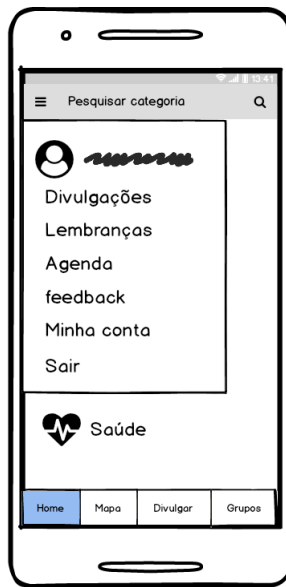 13:41
Pesquisar categoria
Divulgações
Lembranças
Agenda
feedback
Minha conta
Sair
Saúde
Home Mapa Divulgar Grupos